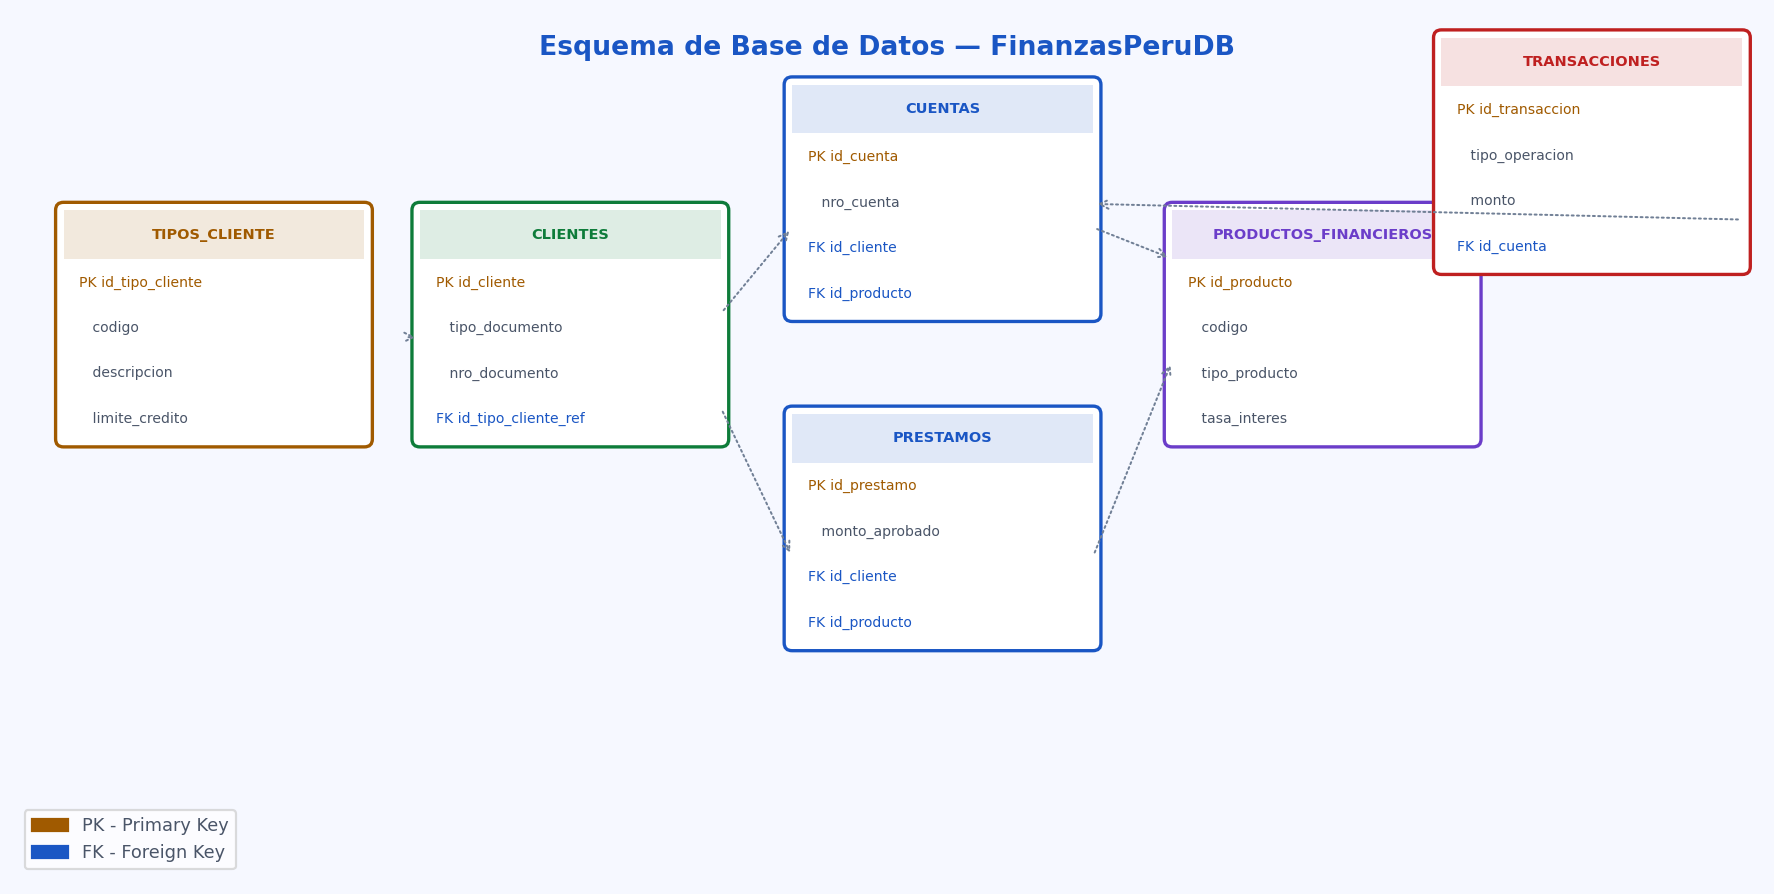 Esquema de Base de Datos — FinanzasPeruDB
TIPOS_CLIENTE
PK id_tipo_cliente
codigo
descripcion
limite_credito
CLIENTES
PK id_cliente
tipo_documento
nro_documento
FK id_tipo_cliente_ref
CUENTAS
PK id_cuenta
nro_cuenta
FK id_cliente
FK id_producto
PRESTAMOS
PK id_prestamo
monto_aprobado
FK id_cliente
FK id_producto
PRODUCTOS_FINANCIEROS
PK id_producto
codigo
tipo_producto
tasa_interes
TRANSACCIONES
PK id_transaccion
tipo_operacion
monto
FK id_cuenta
PK - Primary Key
FK - Foreign Key